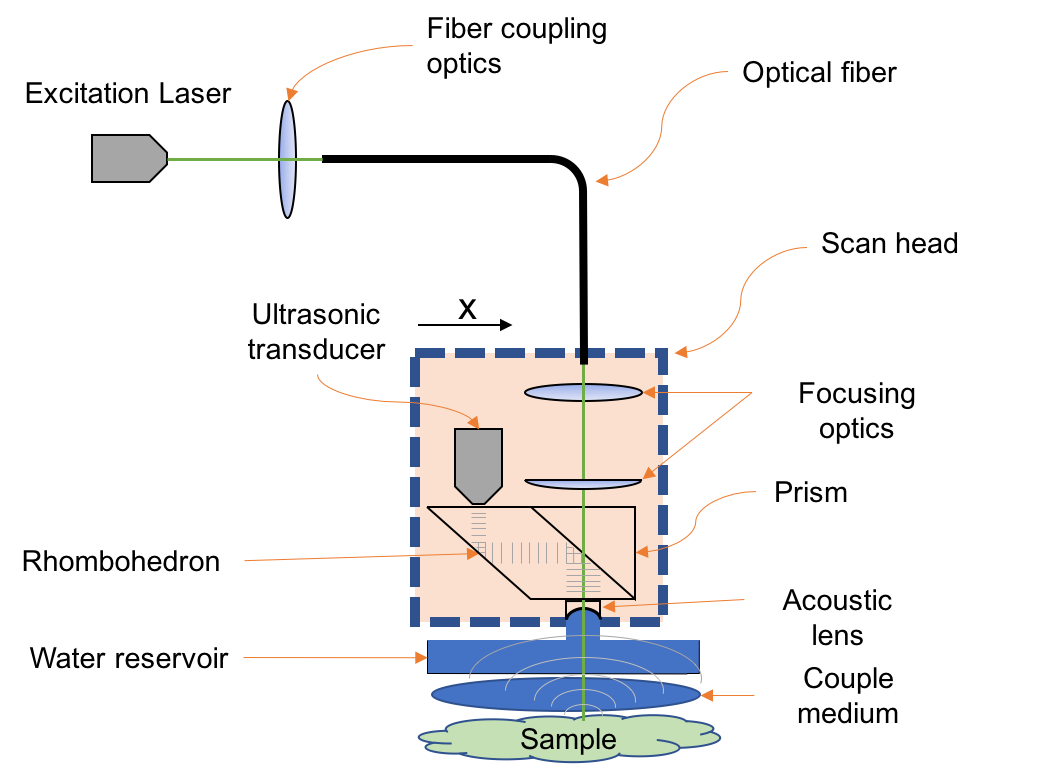 Fiber coupling
optics
Optical fiber
Excitation Laser
Scan head
Ultrasonic
transducer
X
Focusing
optics
Prism
Rhombohedron
Acoustic
lens
Water reservoir
Couple
medium
Sample